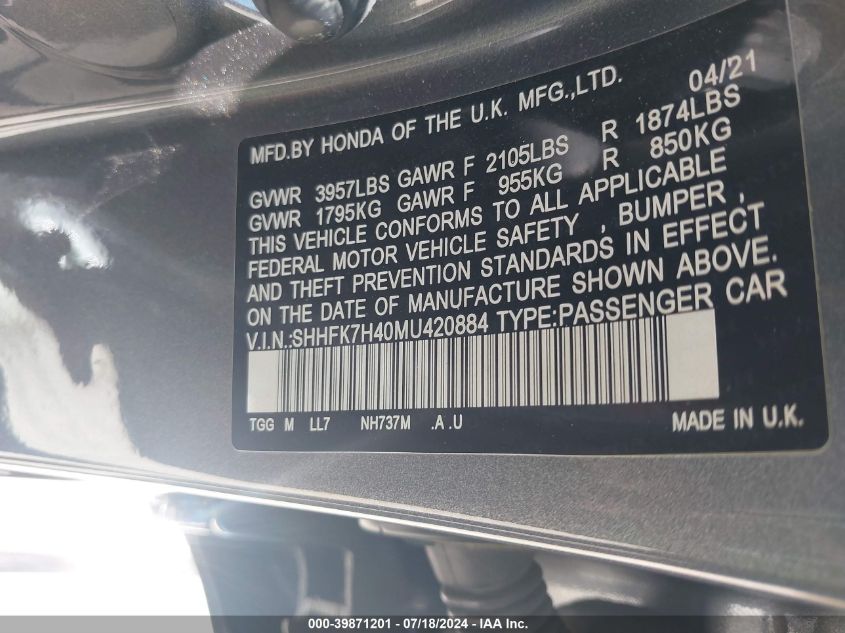 MFD.BY HONDA OF THE U.K. MFG.,LTD. 04/21
GVWR 3957LBS GAWR F 2105LBS R 1874LBS
GVWR 1795KG GAWR F 955KG R 850KG
THIS VEHICLE CONFORMS TO ALL APPLICABLE
FEDERAL MOTOR VEHICLE SAFETY , BUMPER ,
AND THEFT PREVENTION STANDARDS IN EFFECT
ON THE DATE OF MANUFACTURE SHOWN ABOVE.
V.I.N.:SHHFK7H40MU420884 TYPE:PASSENGER CAR
TGG M LL7 NH737M .A .U MADE IN U.K.
000-39871201 - 07/18/2024 - IAA Inc.